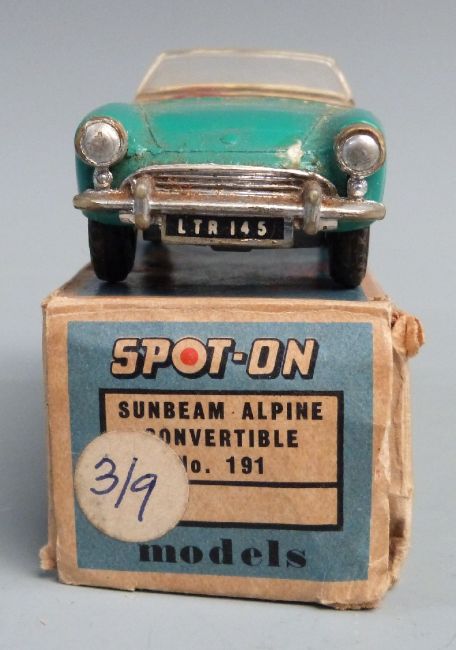 LTR 145
SPOT-ON
SUNBEAM ALPINE
CONVERTIBLE
No. 191
3/9
models